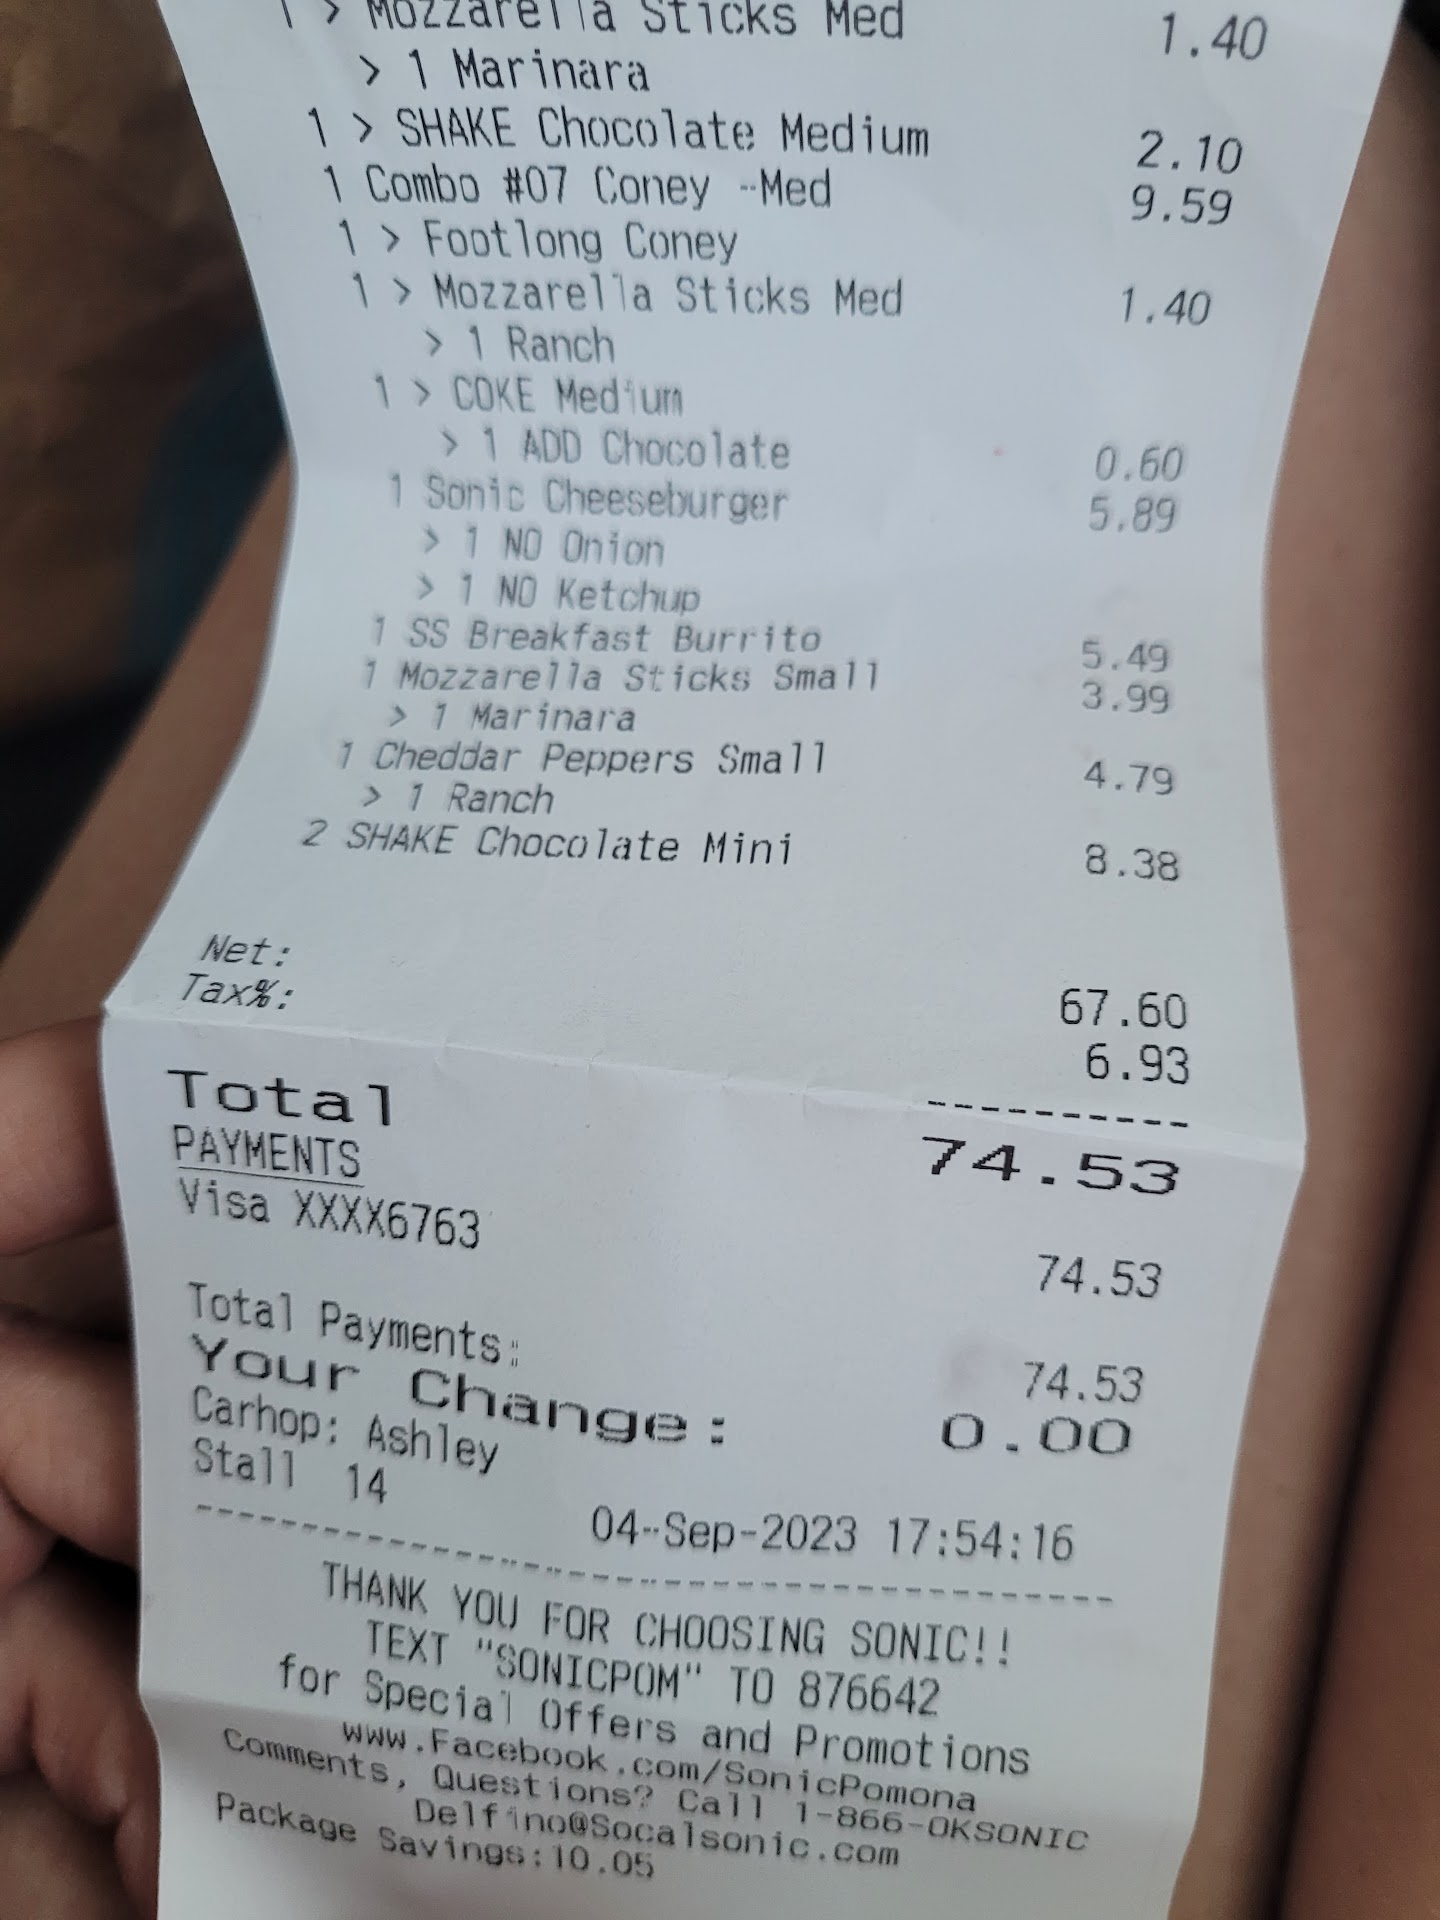 1 > Mozzarella Sticks Med 1.40
> 1 Marinara
1 > SHAKE Chocolate Medium 2.10
1 Combo #07 Coney -Med 9.59
1 > Footlong Coney
1 > Mozzarella Sticks Med 1.40
> 1 Ranch
1 > COKE Medium
> 1 ADD Chocolate 0.60
1 Sonic Cheeseburger 5.89
> 1 NO Onion
> 1 NO Ketchup
1 SS Breakfast Burrito 5.49
1 Mozzarella Sticks Small 3.99
> 1 Marinara
1 Cheddar Peppers Small 4.79
> 1 Ranch
2 SHAKE Chocolate Mini 8.38
Net: 67.60
Tax%: 6.93
----------
Total 74.53
PAYMENTS
Visa XXXX6763 74.53
Total Payments: 74.53
Your Change: 0.00
Carhop: Ashley
Stall 14
04-Sep-2023 17:54:16
----------------------------------------
THANK YOU FOR CHOOSING SONIC!!
TEXT "SONICPOM" TO 876642
for Special Offers and Promotions
www.Facebook.com/SonicPomona
Comments, Questions? Call 1-866-OKSONIC
Delfino@Socalsonic.com
Package Savings:10.05